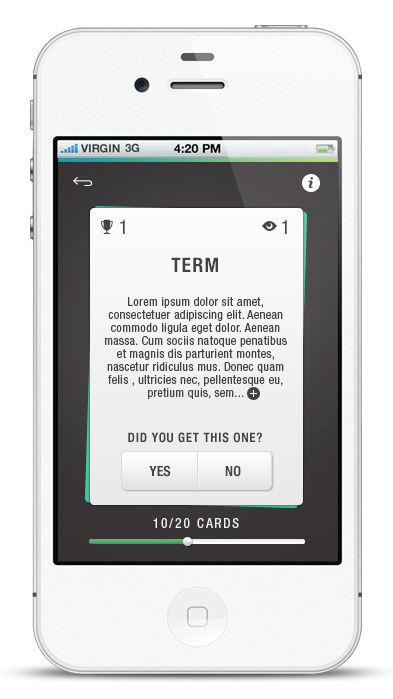 VIRGIN 3G 4:20 PM
i
1 1
TERM
Lorem ipsum dolor sit amet,
consectetuer adipiscing elit. Aenean
commodo ligula eget dolor. Aenean
massa. Cum sociis natoque penatibus
et magnis dis parturient montes,
nascetur ridiculus mus. Donec quam
felis , ultricies nec, pellentesque eu,
pretium quis, sem...
DID YOU GET THIS ONE?
YES NO
10/20 CARDS